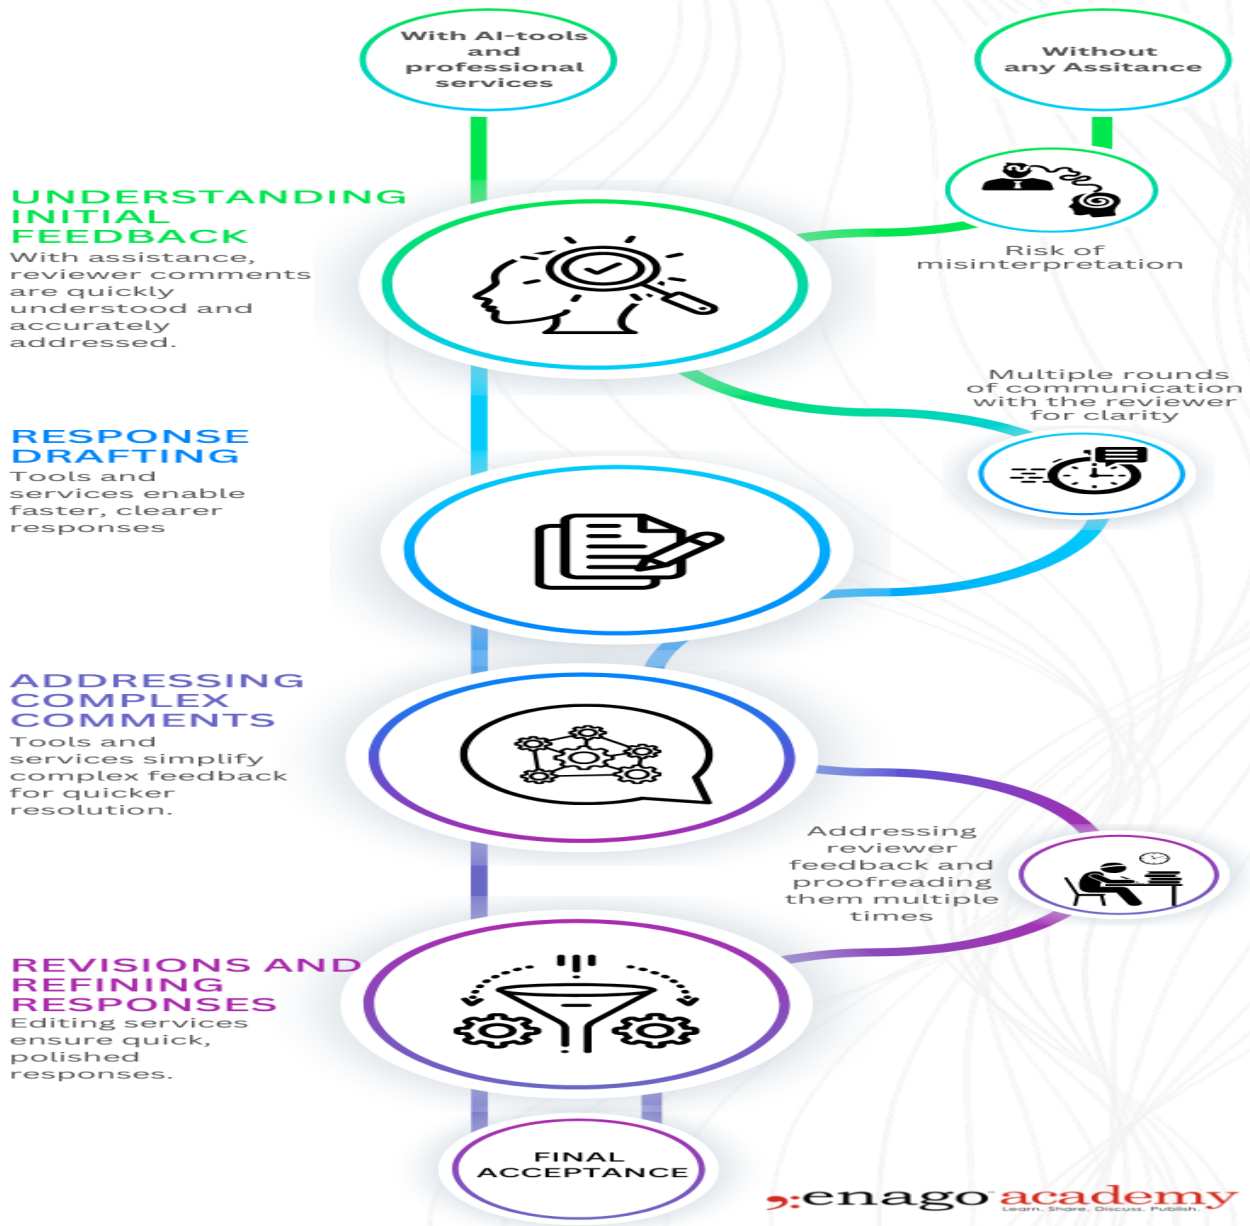 With AI-tools
and
professional
services
Without
any Assitance
UNDERSTANDING
INITIAL
FEEDBACK
With assistance,
reviewer comments
are quickly
understood and
accurately
addressed.
Risk of
misinterpretation
Multiple rounds
of communication
with the reviewer
for clarity
RESPONSE
DRAFTING
Tools and
services enable
faster, clearer
responses
ADDRESSING
COMPLEX
COMMENTS
Tools and
services simplify
complex feedback
for quicker
resolution.
Addressing
reviewer
feedback and
proofreading
them multiple
times
REVISIONS AND
REFINING
RESPONSES
Editing services
ensure quick,
polished
responses.
FINAL
ACCEPTANCE
enago academy
Learn. Share. Discuss. Publish.